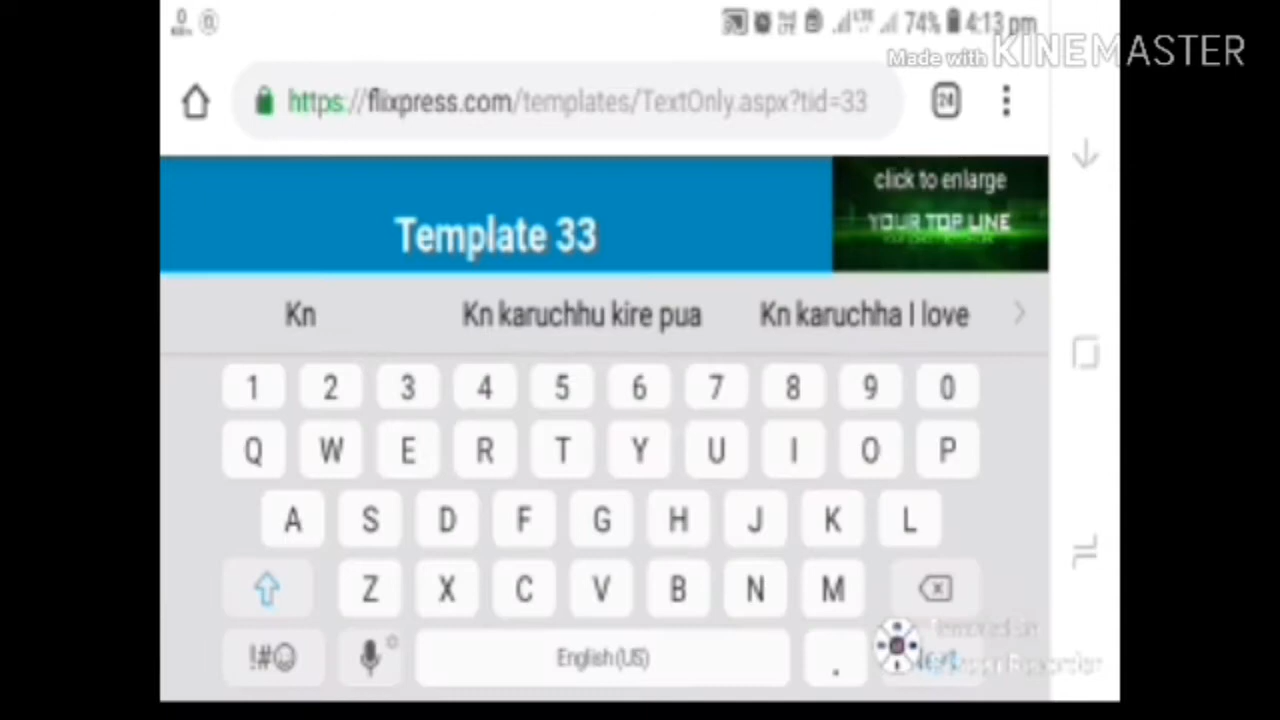 74% 4:13 pm
Made with KINEMASTER
https://flixpress.com/templates/TextOnly.aspx?tid=33
24
click to enlarge
YOUR TOP LINE
Template 33
Kn Kn karuchhu kire pua Kn karuchha I love
1 2 3 4 5 6 7 8 9 0
Q W E R T Y U I O P
A S D F G H J K L
Z X C V B N M
!#☺ English (US) .